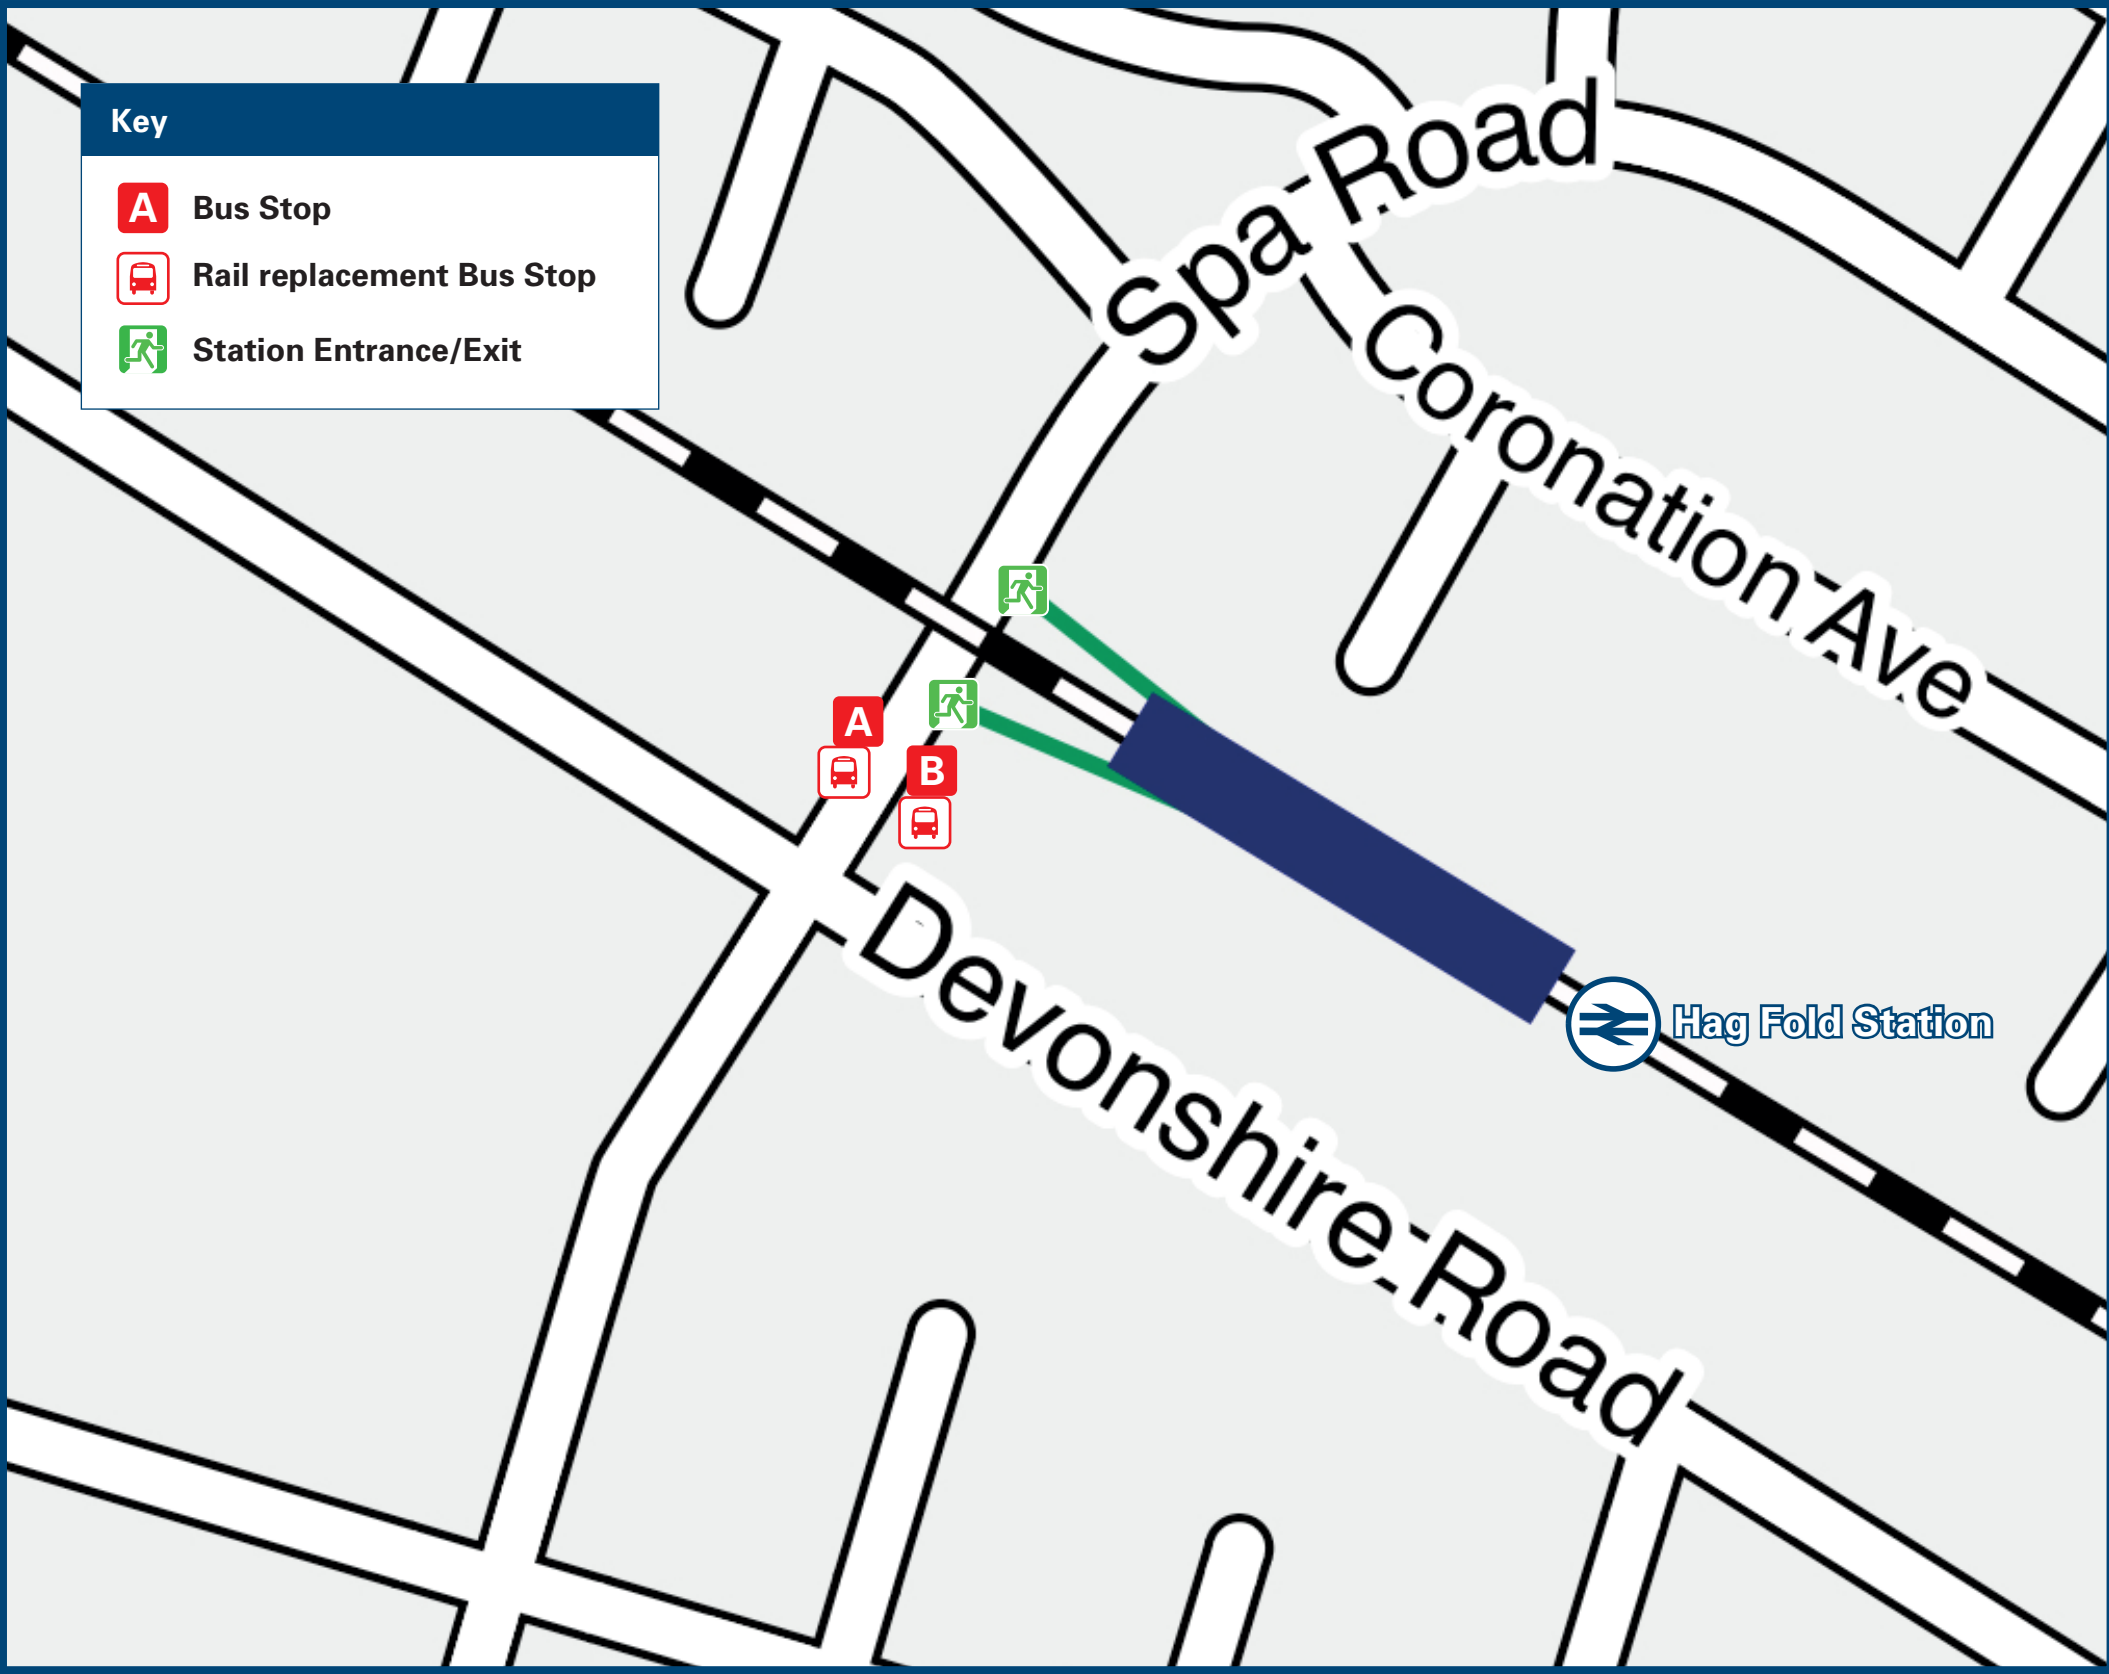 Key
A Bus Stop
Rail replacement Bus Stop
Station Entrance/Exit
Spa Road
Coronation Ave
A
B
Devonshire Road
Hag Fold Station